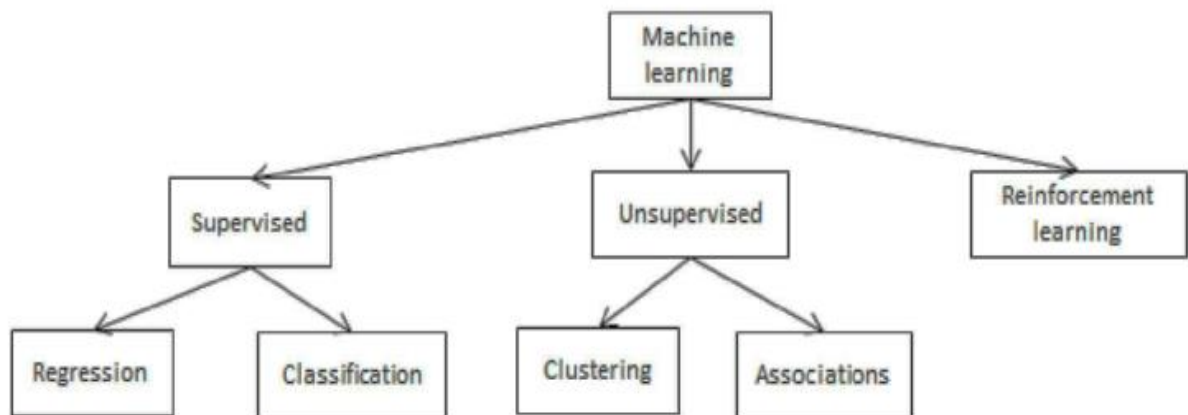 Machine
learning
Supervised
Unsupervised
Reinforcement
learning
Regression
Classification
Clustering
Associations